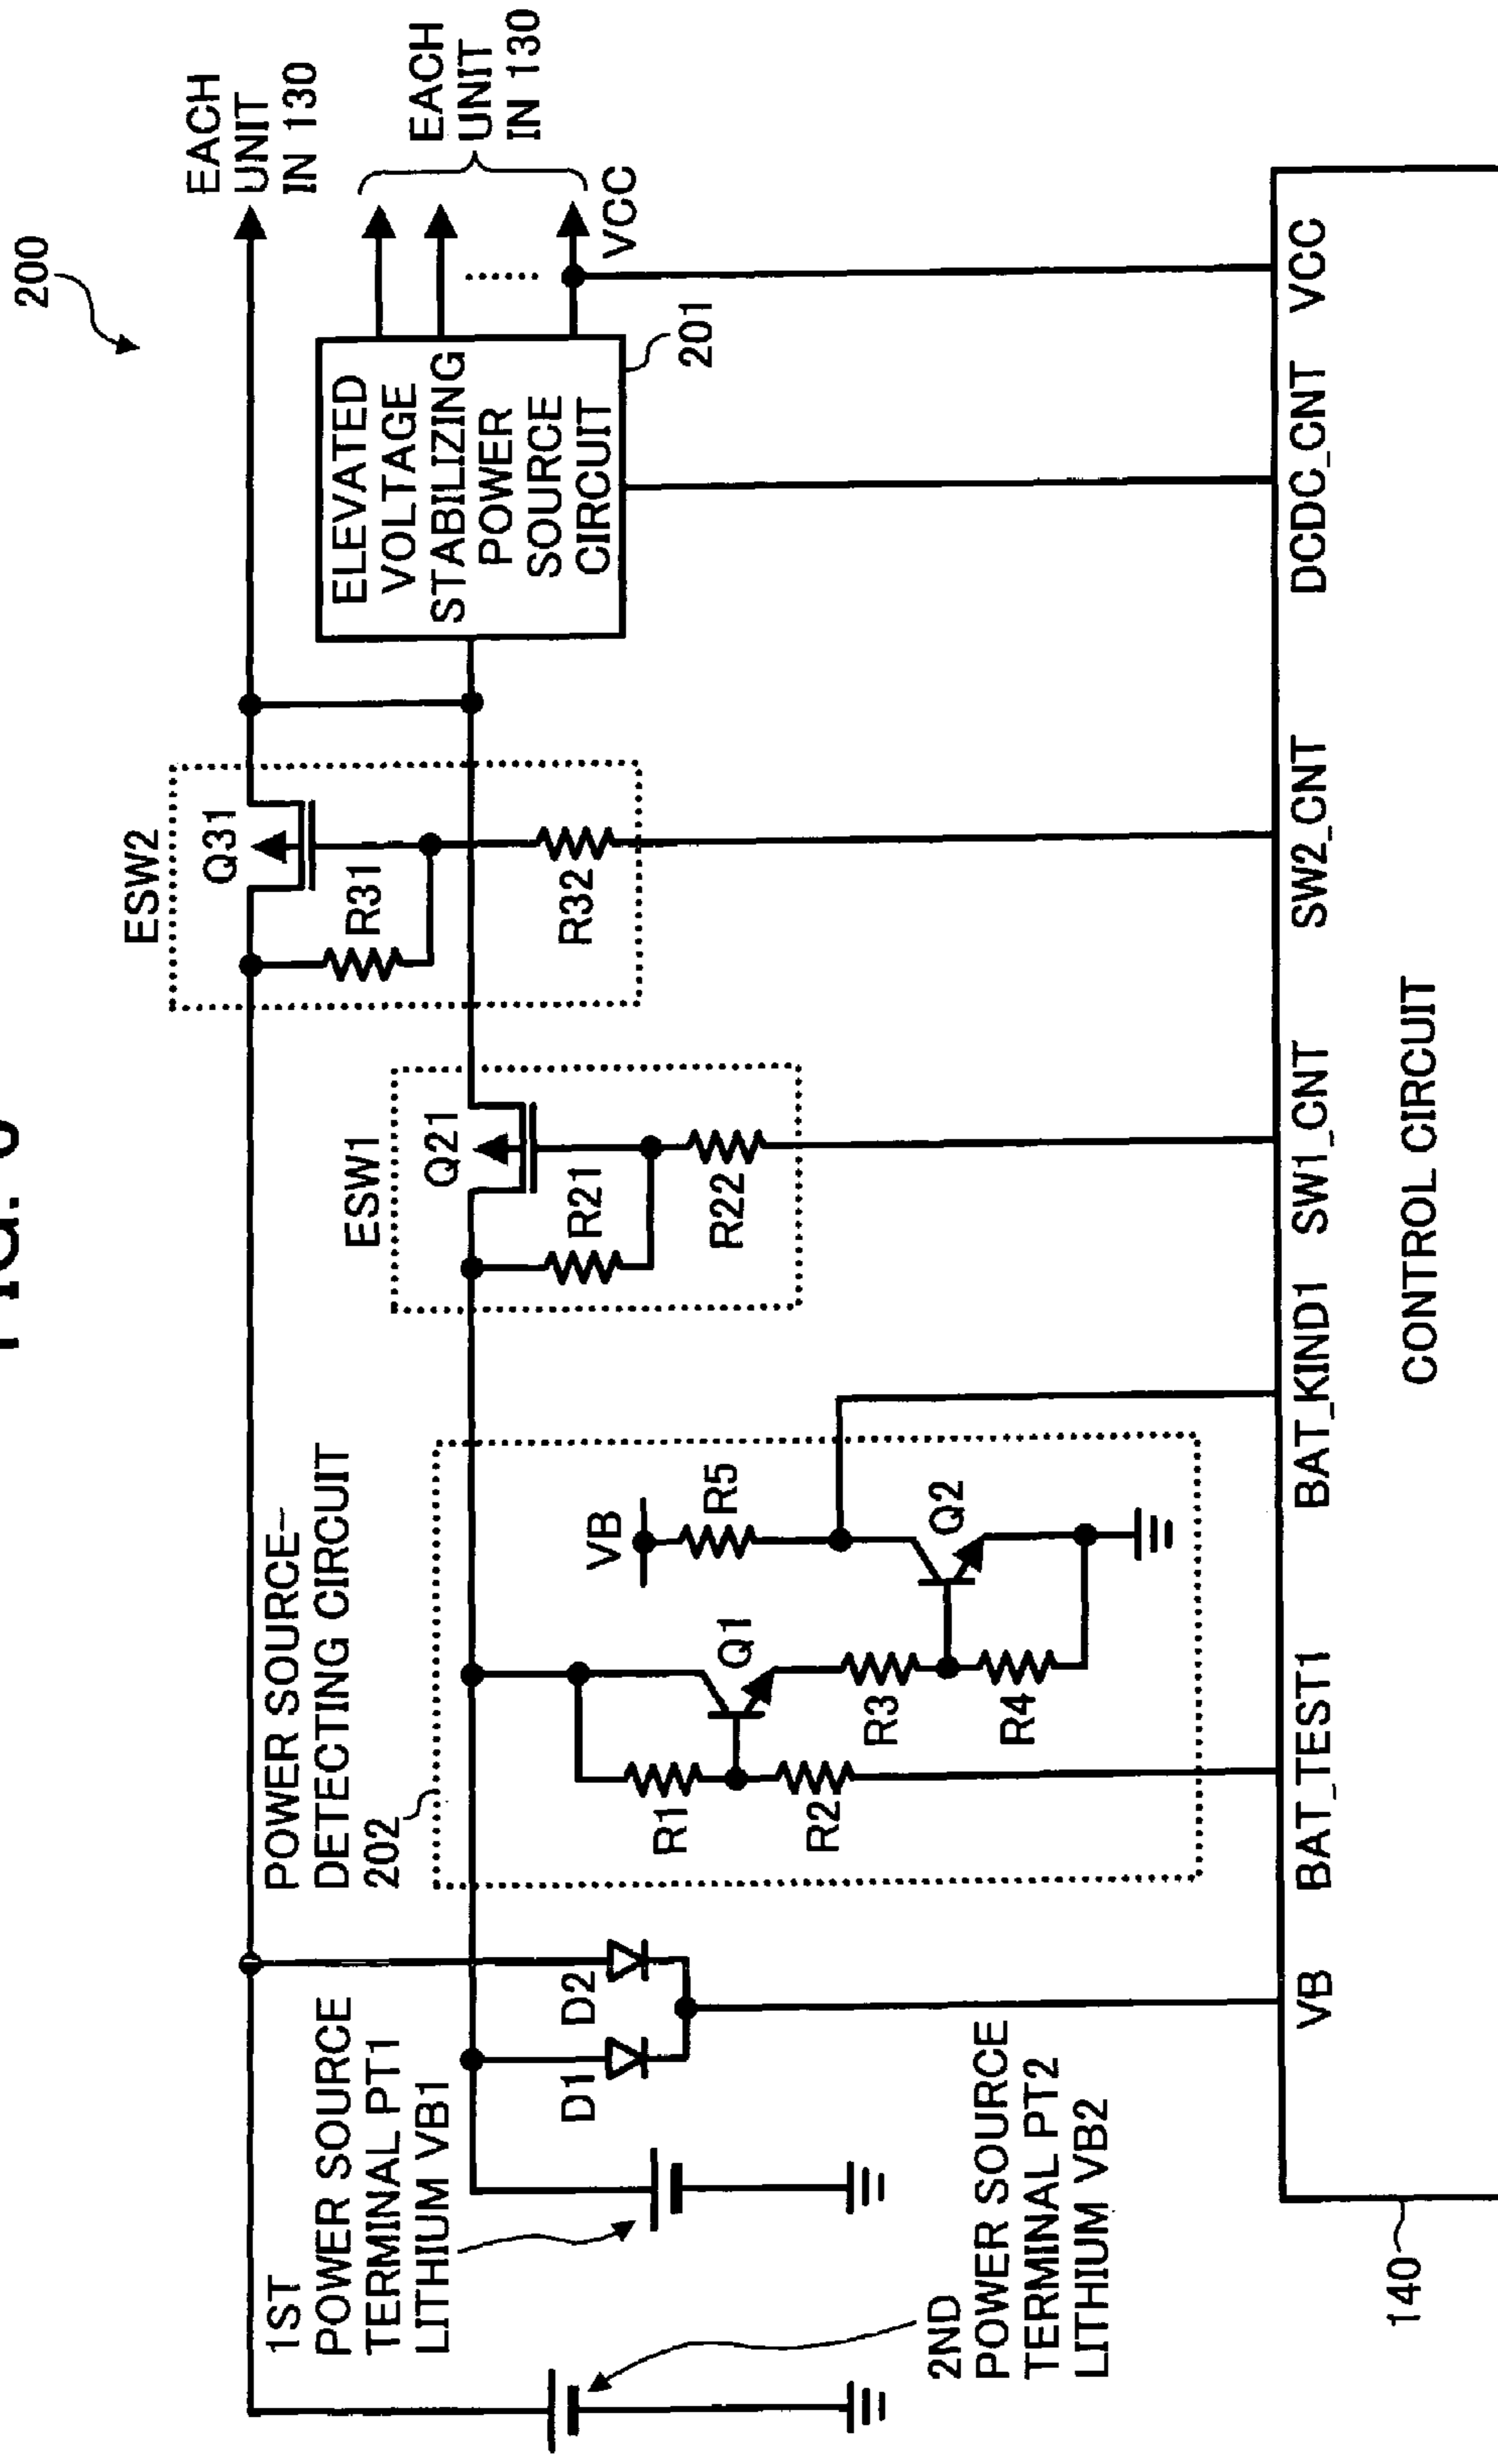 200
EACH
UNIT
IN 130
EACH
UNIT
IN 130
VCC
ELEVATED
VOLTAGE
STABILIZING
POWER
SOURCE
CIRCUIT
201
ESW2
Q31
R31
R32
ESW1
Q21
R21
R22
POWER SOURCE-
DETECTING CIRCUIT
202
VB
R5
Q1
Q2
R1
R2
R3
R4
D1
D2
1ST
POWER SOURCE
TERMINAL PT1
LITHIUM VB1
2ND
POWER SOURCE
TERMINAL PT2
LITHIUM VB2
VB
BAT_TEST1
BAT_KIND1
SW1_CNT
SW2_CNT
DCDC_CNT
VCC
CONTROL CIRCUIT
140